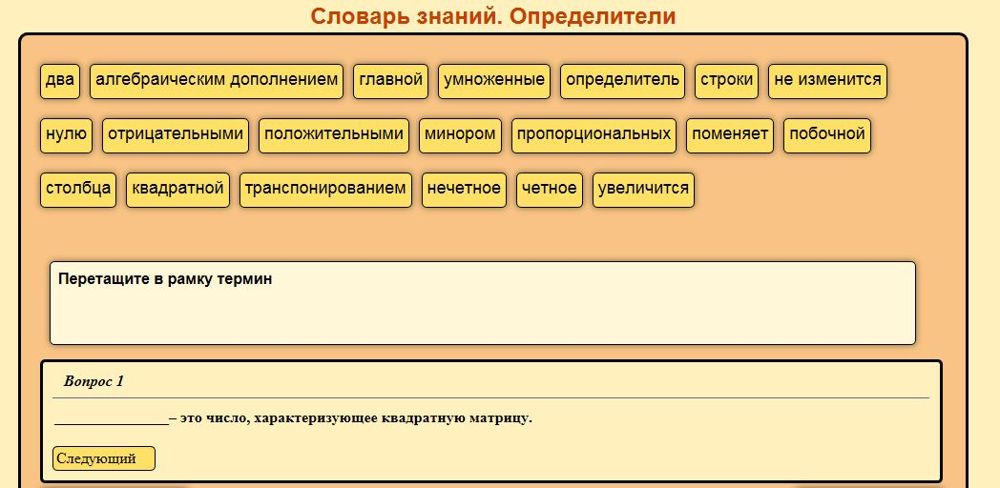 Словарь знаний. Определители
два алгебраическим дополнением главной умноженные определитель строки не изменится
нулю отрицательными положительными минором пропорциональных поменяет побочной
столбца квадратной транспонированием нечетное четное увеличится
Перетащите в рамку термин
Вопрос 1
_______________– это число, характеризующее квадратную матрицу.
Следующий